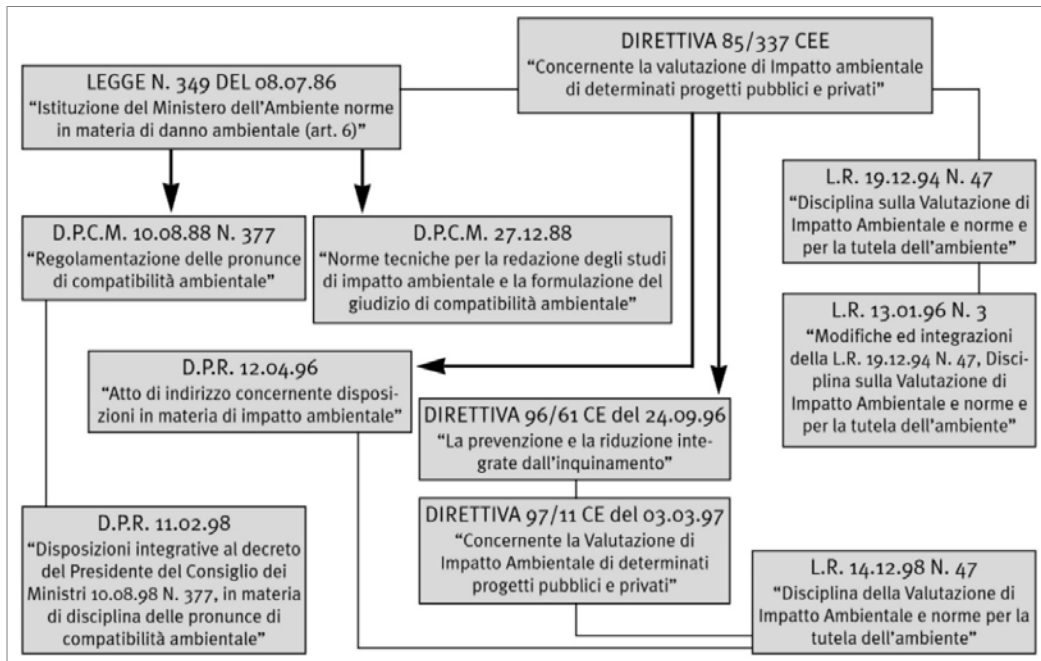 DIRETTIVA 85/337 CEE
“Concernente la valutazione di Impatto ambientale
di determinati progetti pubblici e privati”
LEGGE N. 349 DEL 08.07.86
“Istituzione del Ministero dell’Ambiente norme
in materia di danno ambientale (art. 6)”
L.R. 19.12.94 N. 47
“Disciplina sulla Valutazione di
Impatto Ambientale e norme e
per la tutela dell’ambiente”
D.P.C.M. 10.08.88 N. 377
“Regolamentazione delle pronunce
di compatibilità ambientale”
D.P.C.M. 27.12.88
“Norme tecniche per la redazione degli studi
di impatto ambientale e la formulazione del
giudizio di compatibilità ambientale”
L.R. 13.01.96 N. 3
“Modifiche ed integrazioni
della L.R. 19.12.94 N. 47, Disci-
plina sulla Valutazione di
Impatto Ambientale e norme e
per la tutela dell’ambiente”
D.P.R. 12.04.96
“Atto di indirizzo concernente disposi-
zioni in materia di impatto ambientale”
DIRETTIVA 96/61 CE del 24.09.96
“La prevenzione e la riduzione inte-
grate dall’inquinamento”
DIRETTIVA 97/11 CE del 03.03.97
“Concernente la Valutazione di
Impatto Ambientale di determinati
progetti pubblici e privati”
D.P.R. 11.02.98
“Disposizioni integrative al decreto
del Presidente del Consiglio dei
Ministri 10.08.98 N. 377, in materia
di disciplina delle pronunce di
compatibilità ambientale”
L.R. 14.12.98 N. 47
“Disciplina della Valutazione di
Impatto Ambientale e norme per la
tutela dell’ambiente”